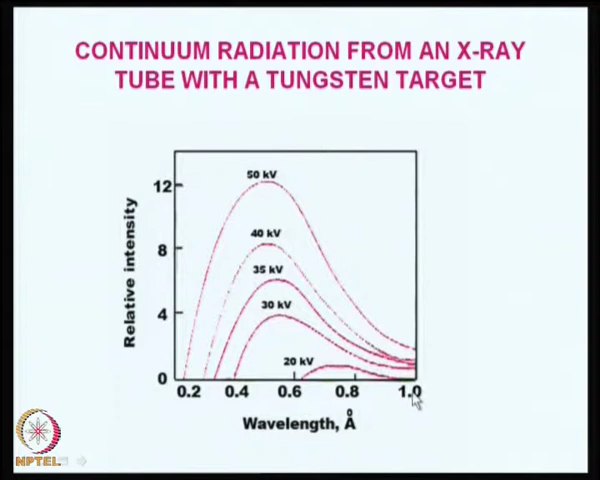 CONTINUUM RADIATION FROM AN X-RAY
TUBE WITH A TUNGSTEN TARGET
50 kV
12
40 kV
8
35 kV
30 kV
4
20 kV
0
0.2 0.4 0.6 0.8 1.0
Relative intensity
Wavelength, Å
NPTEL